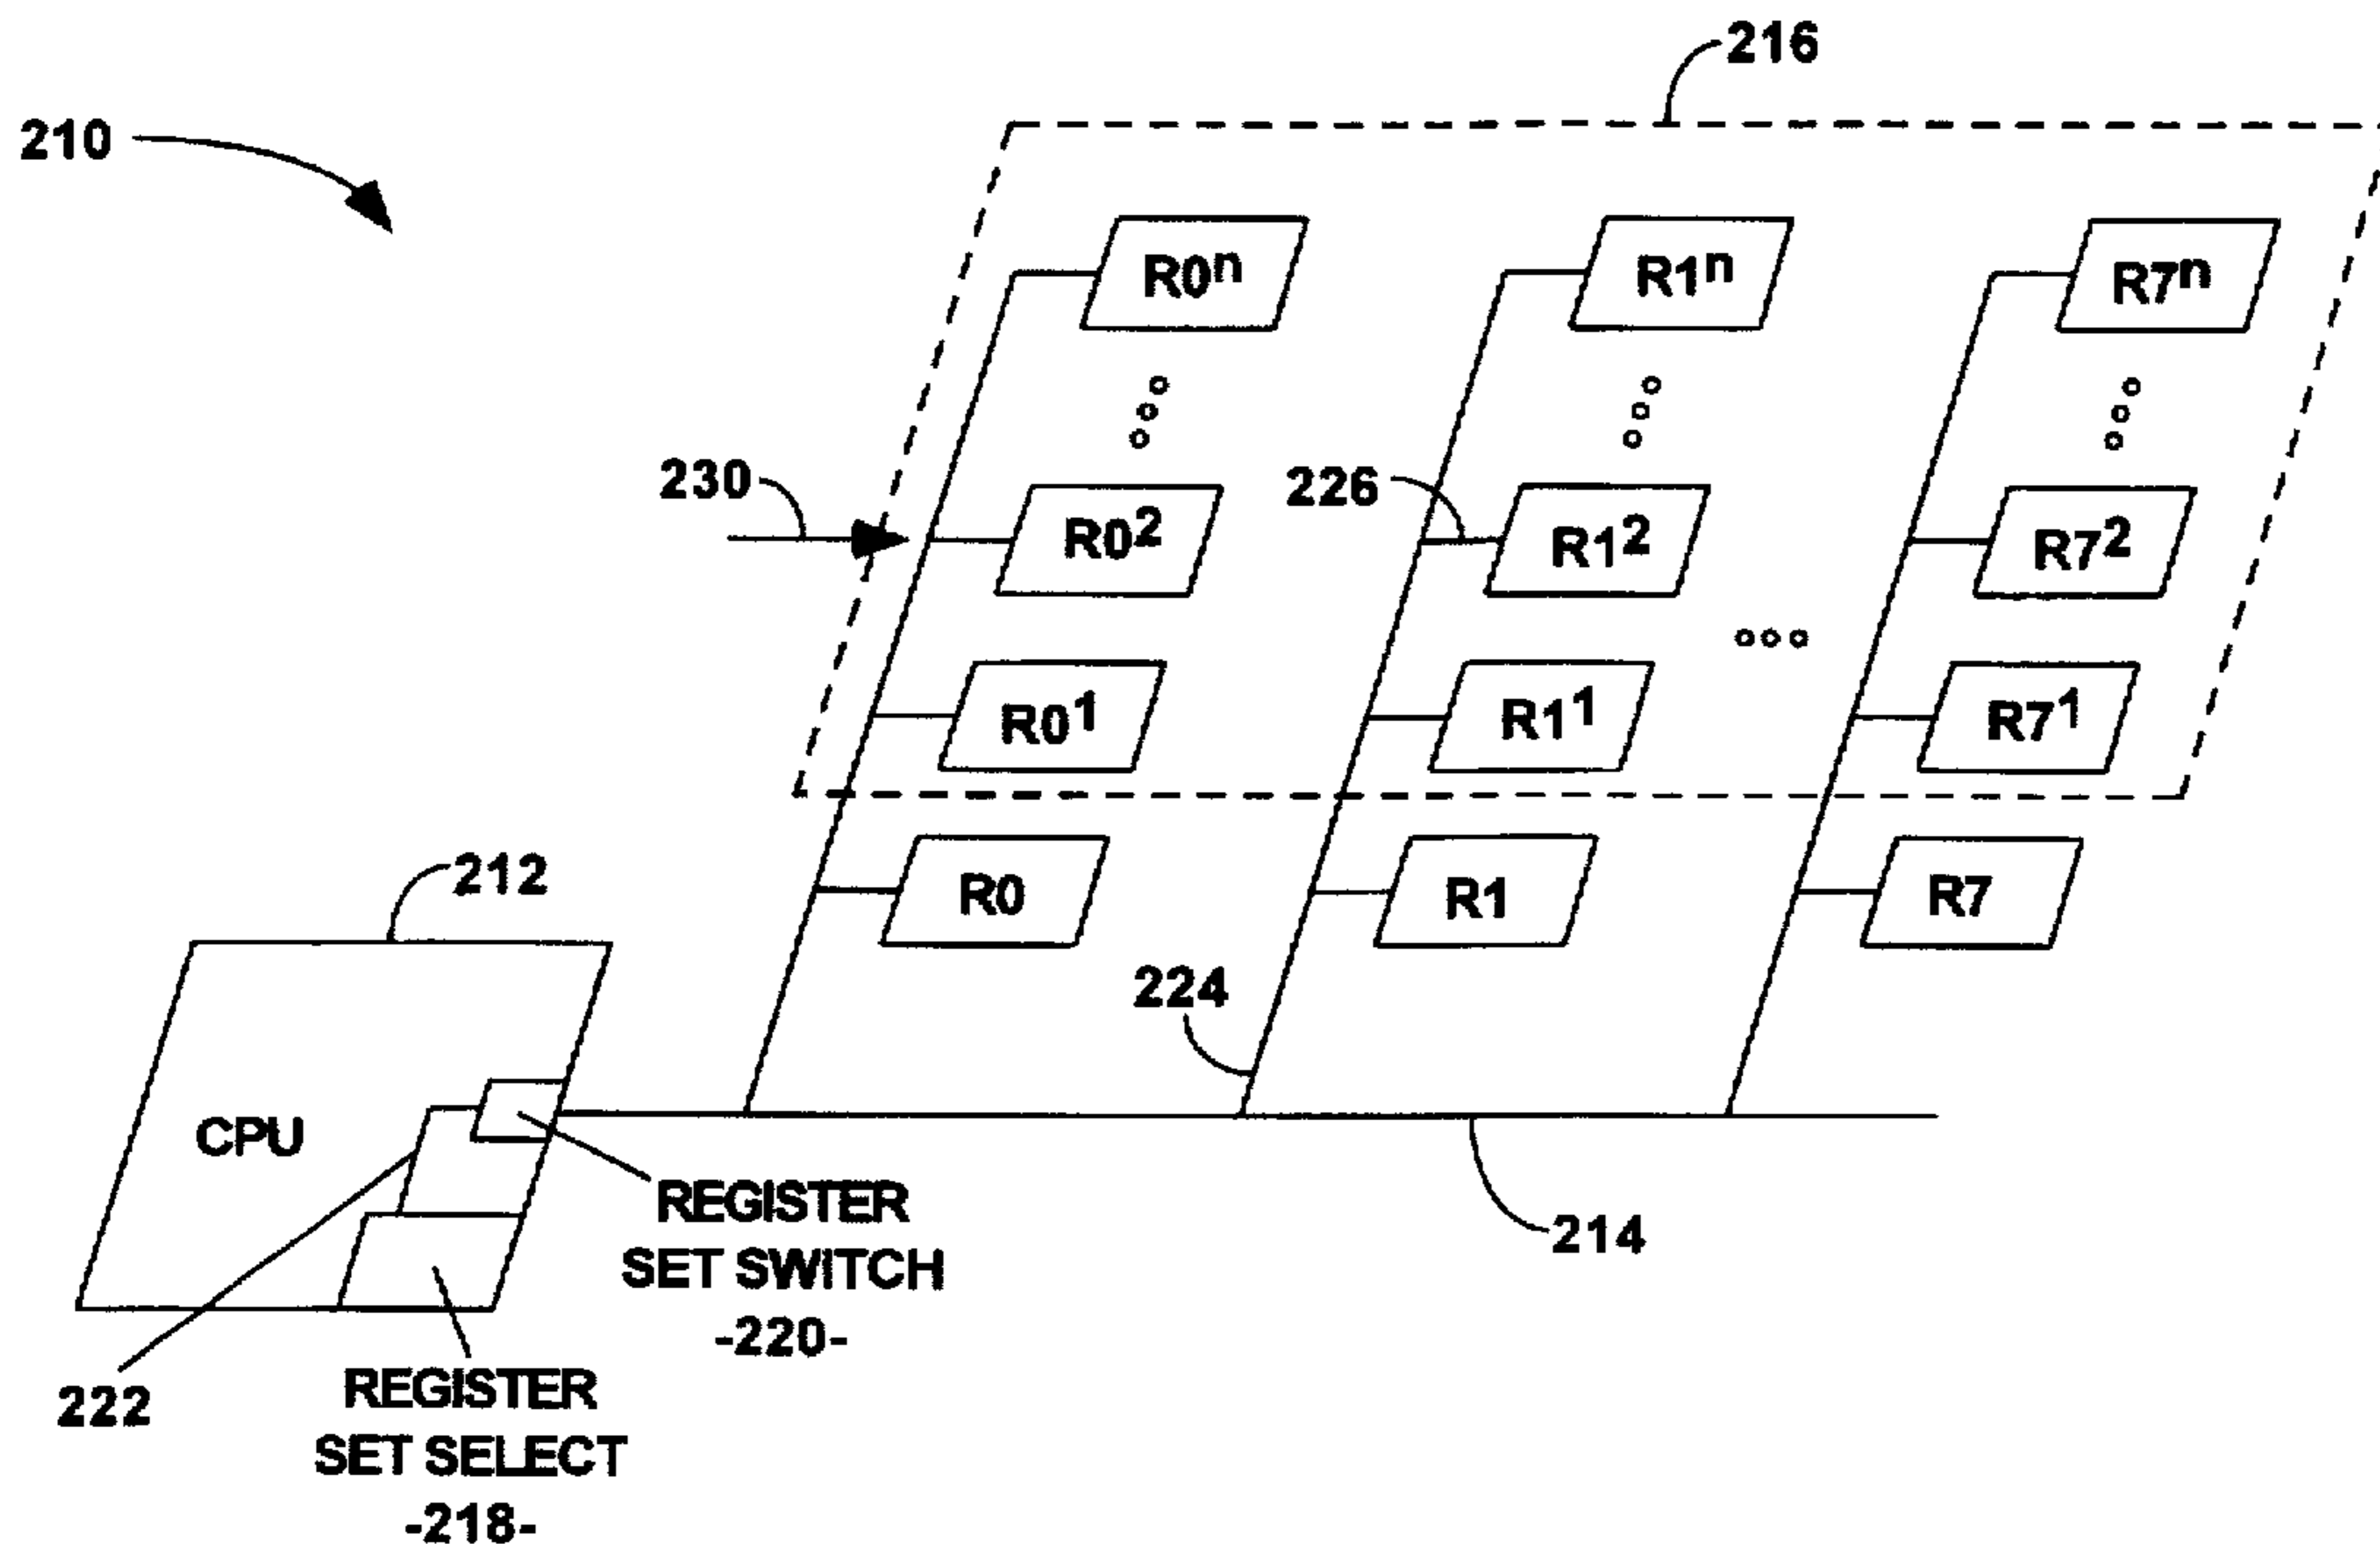 216
210
R0ⁿ R1ⁿ R7ⁿ
230 226
R0² R1² R7²
R0¹ R1¹ R7¹
212
R0 R1 R7
224
CPU
REGISTER
SET SWITCH
-220-
214
222
REGISTER
SET SELECT
-218-